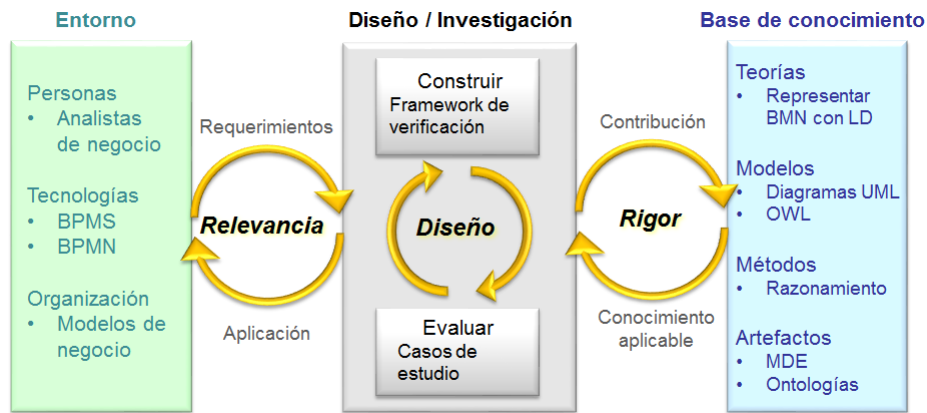 Entorno
Personas
• Analistas
de negocio
Tecnologías
• BPMS
• BPMN
Organización
• Modelos de
negocio
Requerimientos
Relevancia
Aplicación
Diseño / Investigación
Construir
Framework de
verificación
Diseño
Evaluar
Casos de
estudio
Contribución
Rigor
Conocimiento
aplicable
Base de conocimiento
Teorías
• Representar
BMN con LD
Modelos
• Diagramas UML
• OWL
Métodos
• Razonamiento
Artefactos
• MDE
• Ontologías